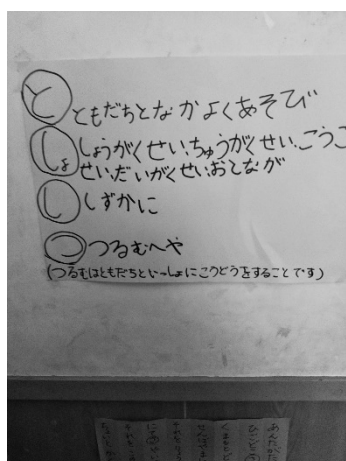 と ともだちとなかよくあそび
しょ しょうがくせい、ちゅうがくせい、こうこ
せい、だいがくせい、おとなが
し しずかに
つ つるむへや
(つるむはともだちといっしょにこうどうをすることです)